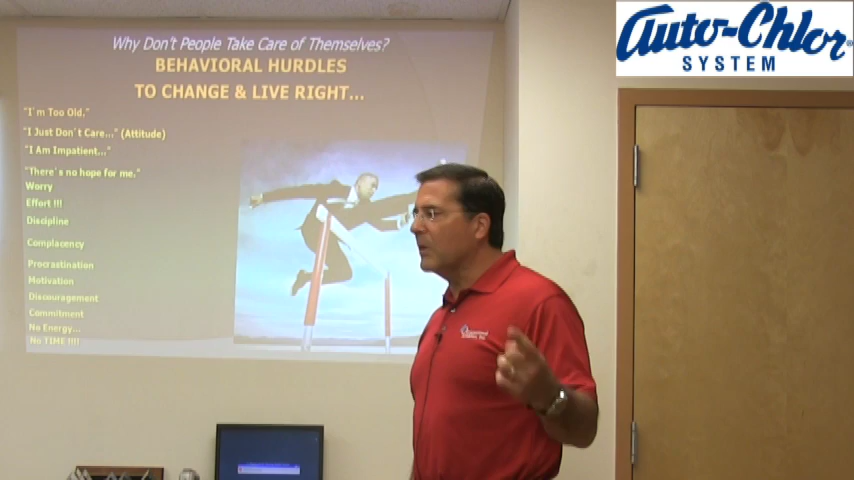 Auto-Chlor®
SYSTEM
Why Don't People Take Care of Themselves?
BEHAVIORAL HURDLES
TO CHANGE & LIVE RIGHT...
"I'm Too Old."
"I Just Don't Care..." (Attitude)
"I Am Impatient..."
"There's no hope for me."
Worry
Effort !!!
Discipline
Complacency
Procrastination
Motivation
Discouragement
Commitment
No Energy...
No TIME !!!!